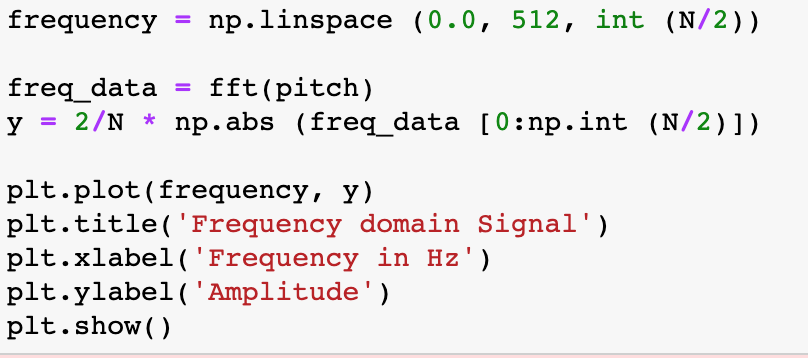 frequency = np.linspace (0.0, 512, int (N/2))
freq_data = fft(pitch)
y = 2/N * np.abs (freq_data [0:np.int (N/2)])
plt.plot(frequency, y)
plt.title('Frequency domain Signal')
plt.xlabel('Frequency in Hz')
plt.ylabel('Amplitude')
plt.show()